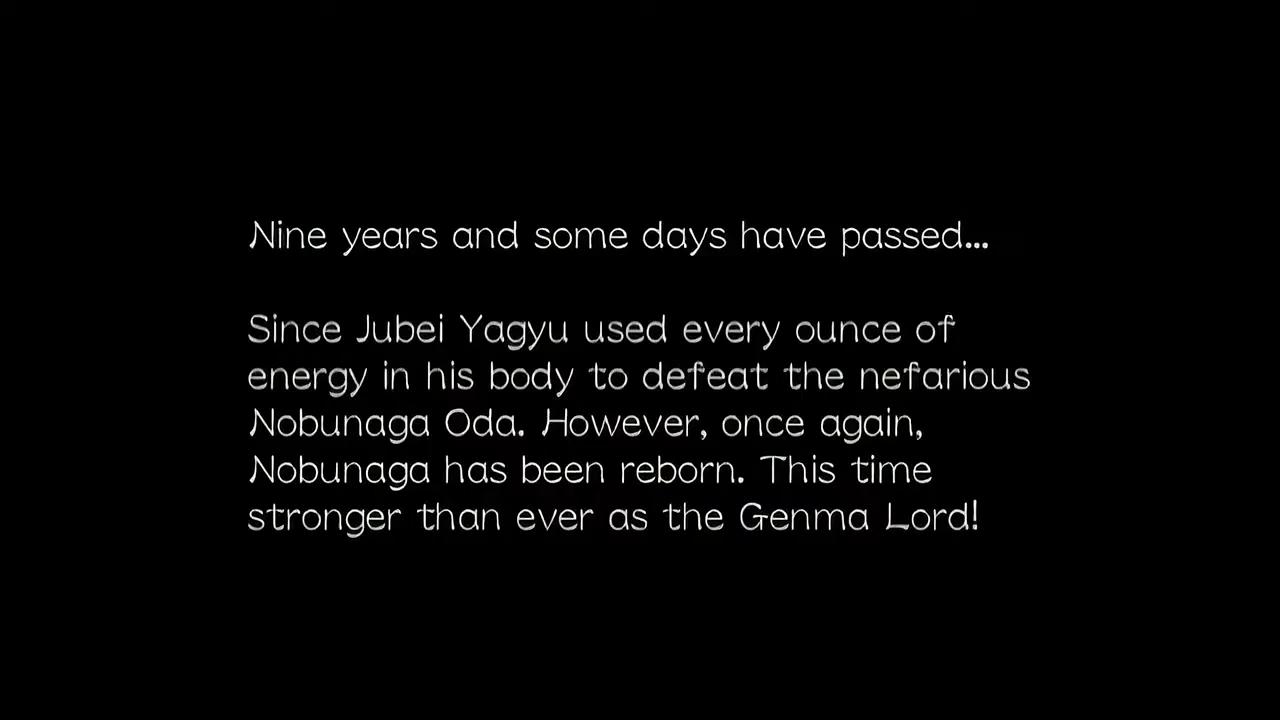 Nine years and some days have passed...
Since Jubei Yagyu used every ounce of
energy in his body to defeat the nefarious
Nobunaga Oda. However, once again,
Nobunaga has been reborn. This time
stronger than ever as the Genma Lord!